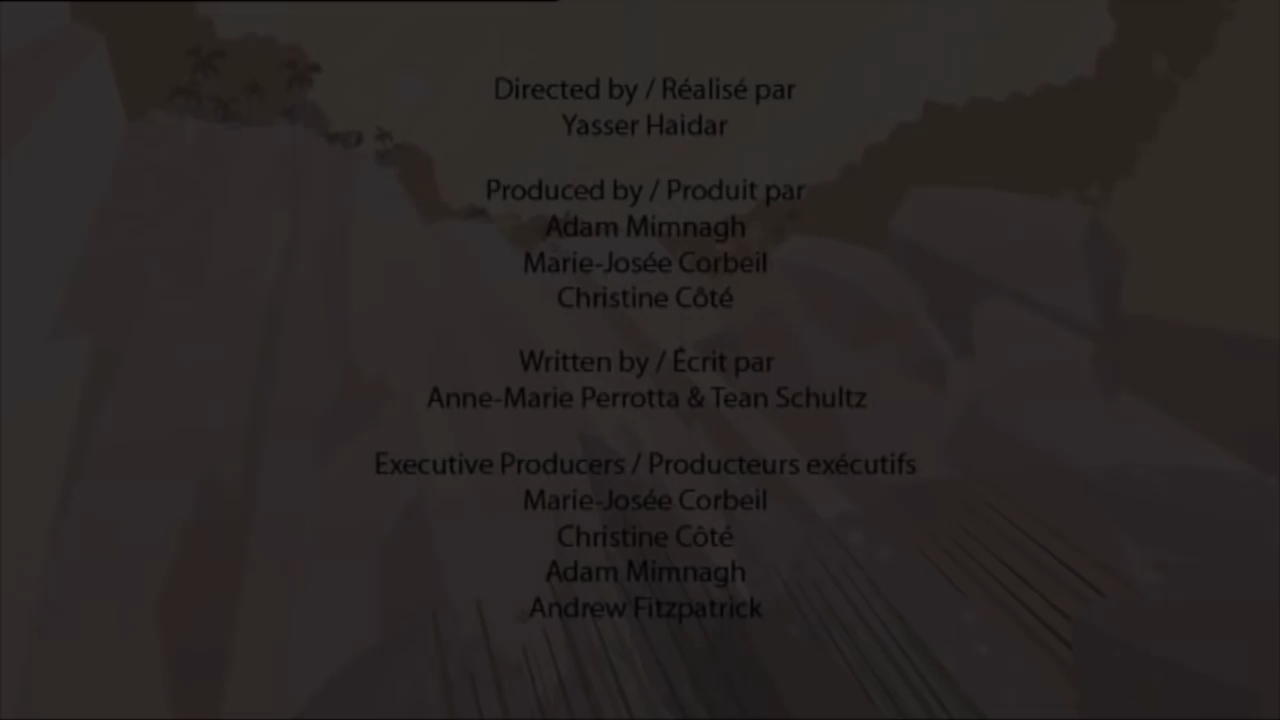 Directed by / Réalisé par
Yasser Haidar
Produced by / Produit par
Adam Mimnagh
Marie-Josée Corbeil
Christine Côté
Written by / Écrit par
Anne-Marie Perrotta & Tean Schultz
Executive Producers / Producteurs exécutifs
Marie-Josée Corbeil
Christine Côté
Adam Mimnagh
Andrew Fitzpatrick